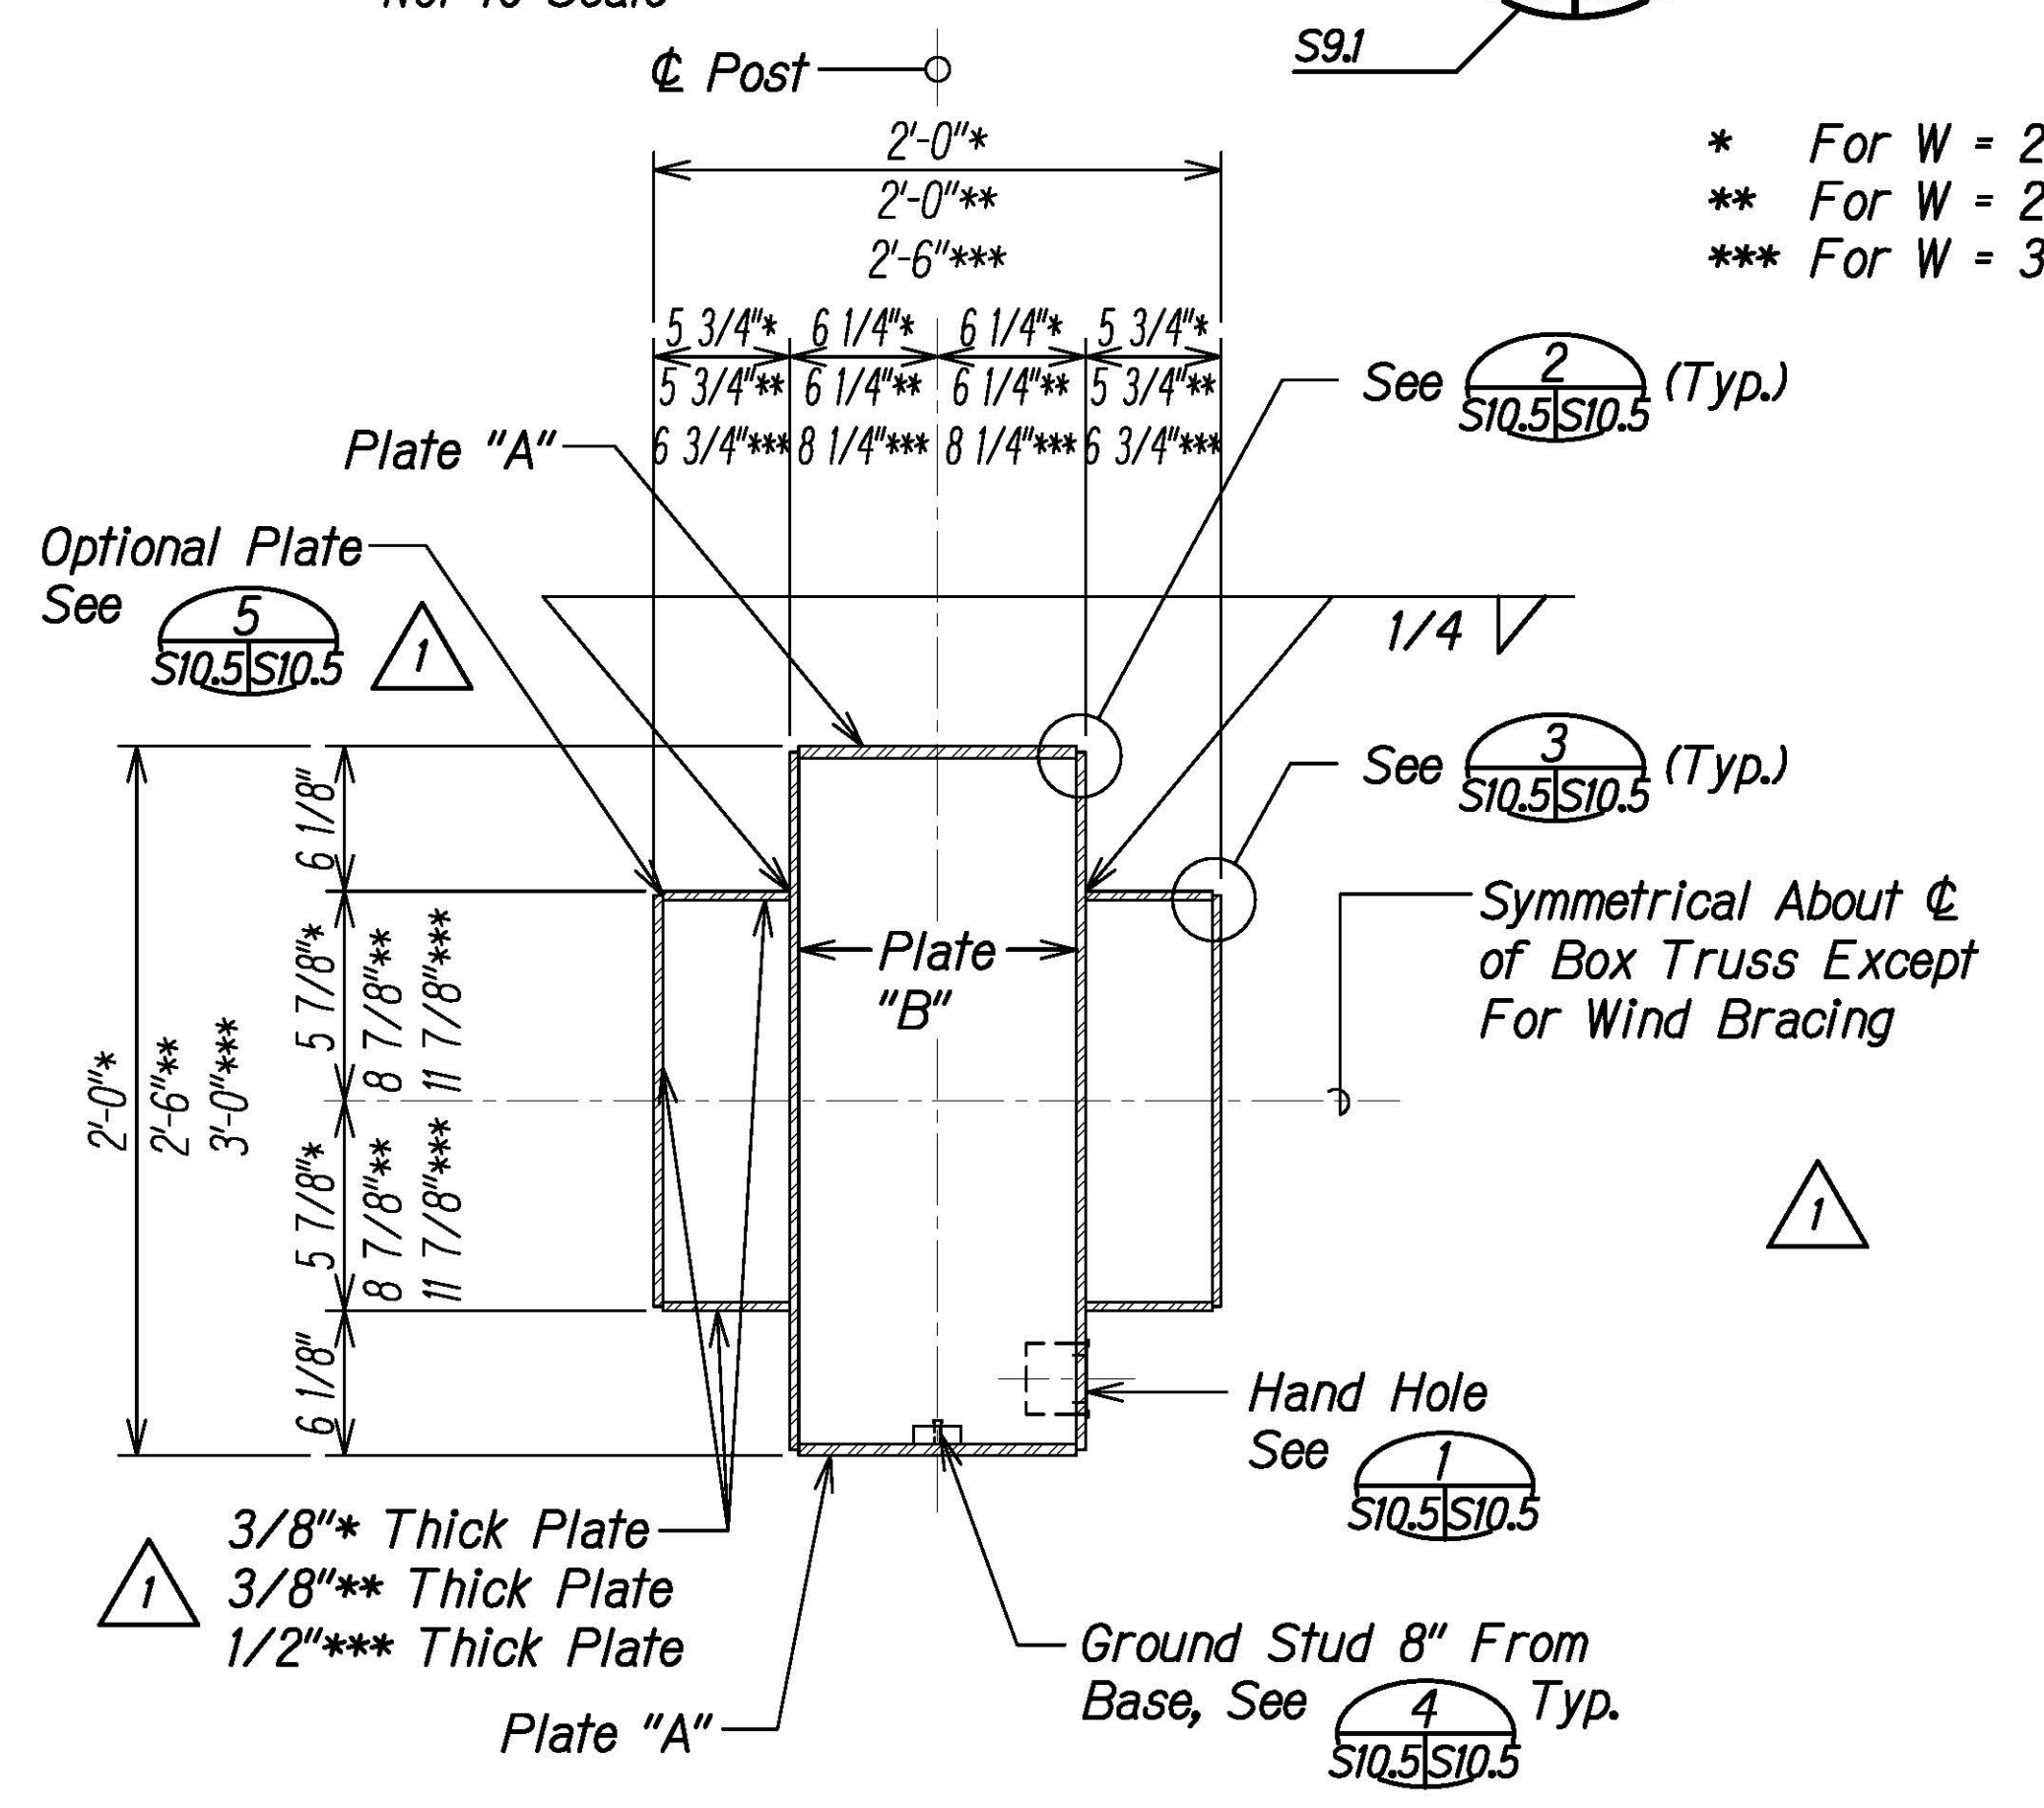 Not To Scale
S9.1
℄ Post
2'-0"*
2'-0"**
2'-6"***
* For W = 2
** For W = 2
*** For W = 3
5 3/4"* 6 1/4"* 6 1/4"* 5 3/4"*
5 3/4"** 6 1/4"** 6 1/4"** 5 3/4"**
6 3/4"*** 8 1/4"*** 8 1/4"*** 6 3/4"***
See 2 (Typ.)
S10.5 S10.5
Plate "A"
Optional Plate
See 5
S10.5 S10.5
1
1/4
See 3 (Typ.)
S10.5 S10.5
6 1/8"
5 7/8"*
8 7/8"**
11 7/8"***
2'-0"*
2'-6"**
3'-0"***
5 7/8"*
8 7/8"**
11 7/8"***
6 1/8"
Plate
"B"
Symmetrical About ℄
of Box Truss Except
For Wind Bracing
1
Hand Hole
See 1
S10.5 S10.5
1
3/8"* Thick Plate
3/8"** Thick Plate
1/2"*** Thick Plate
Plate "A"
Ground Stud 8" From
Base, See 4 Typ.
S10.5 S10.5